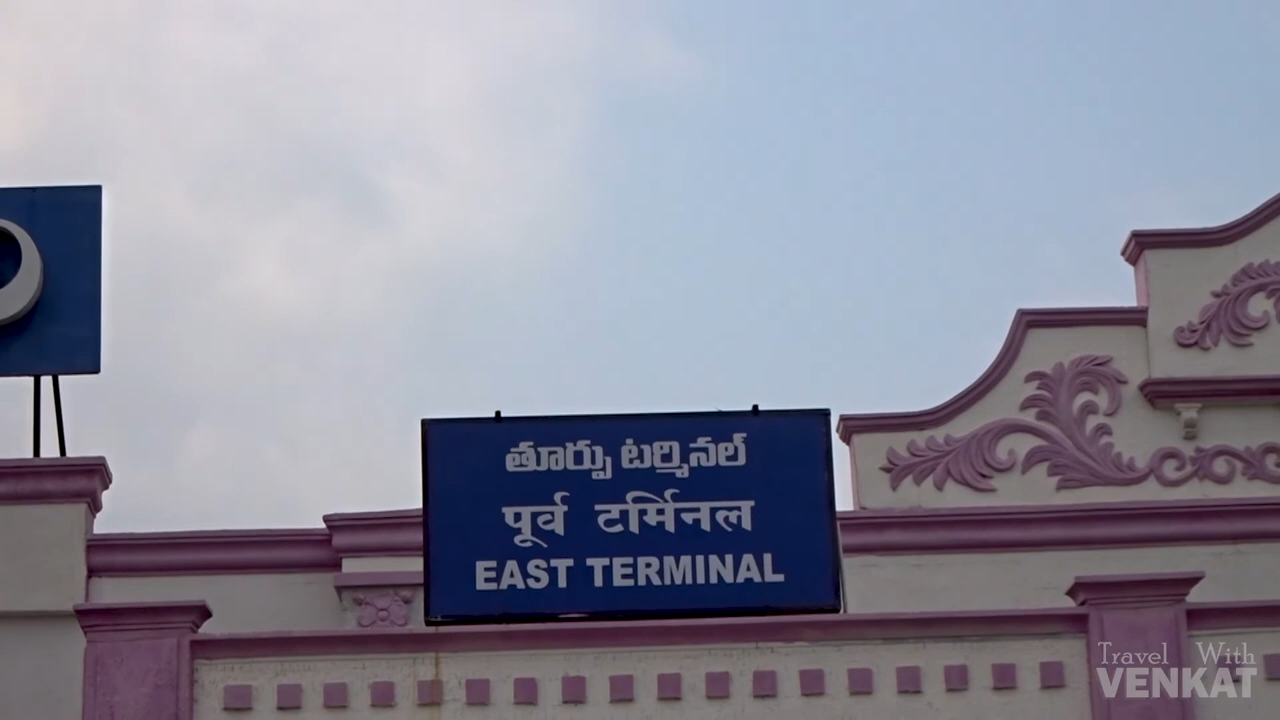 తూర్పు టర్మినల్
पूर्व टर्मिनल
EAST TERMINAL
Travel With
VENKAT